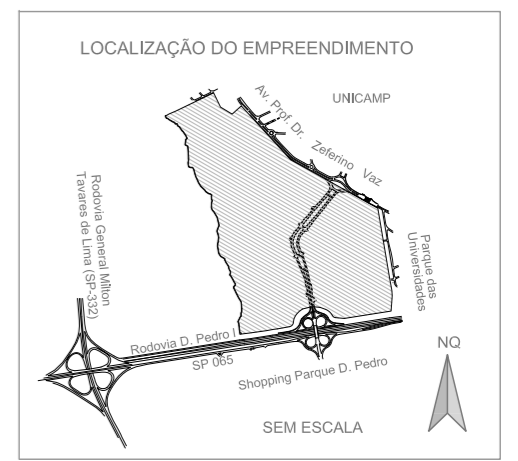 LOCALIZAÇÃO DO EMPREENDIMENTO
UNICAMP
Av. Prof. Dr. Zeferino Vaz
Rodovia General Milton
Tavares de Lima (SP-332)
Parque das
Universidades
Rodovia D. Pedro I
SP 065
Shopping Parque D. Pedro
NQ
SEM ESCALA